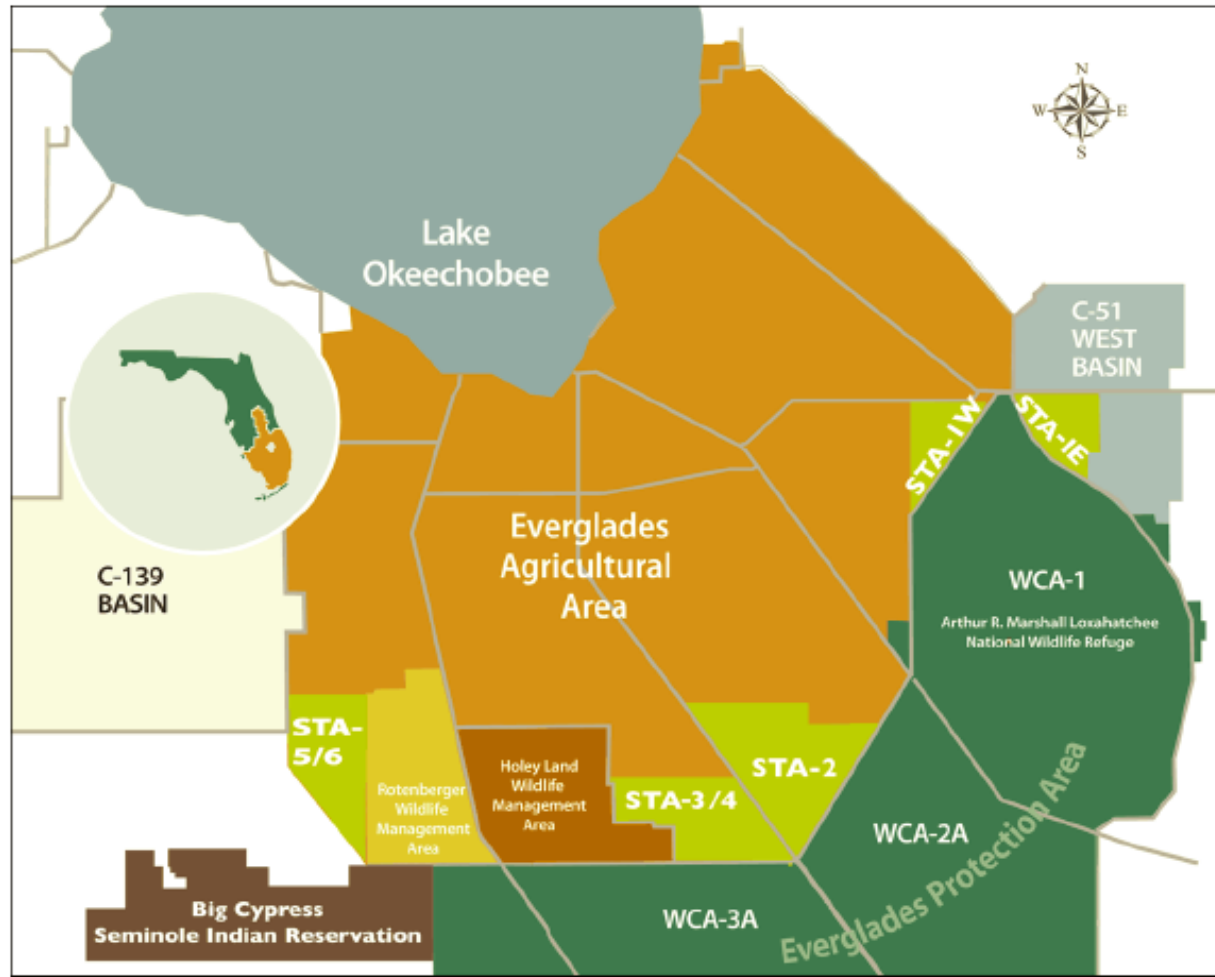 N
W E
S
Lake
Okeechobee
C-51
WEST
BASIN
STA-1W
STA-1E
Everglades
Agricultural
Area
C-139
BASIN
WCA-1
Arthur R. Marshall Loxahatchee
National Wildlife Refuge
STA-
5/6
Rotenberger
Wildlife
Management
Area
Holey Land
Wildlife
Management
Area
STA-3/4
STA-2
WCA-2A
Everglades Protection Area
WCA-3A
Big Cypress
Seminole Indian Reservation